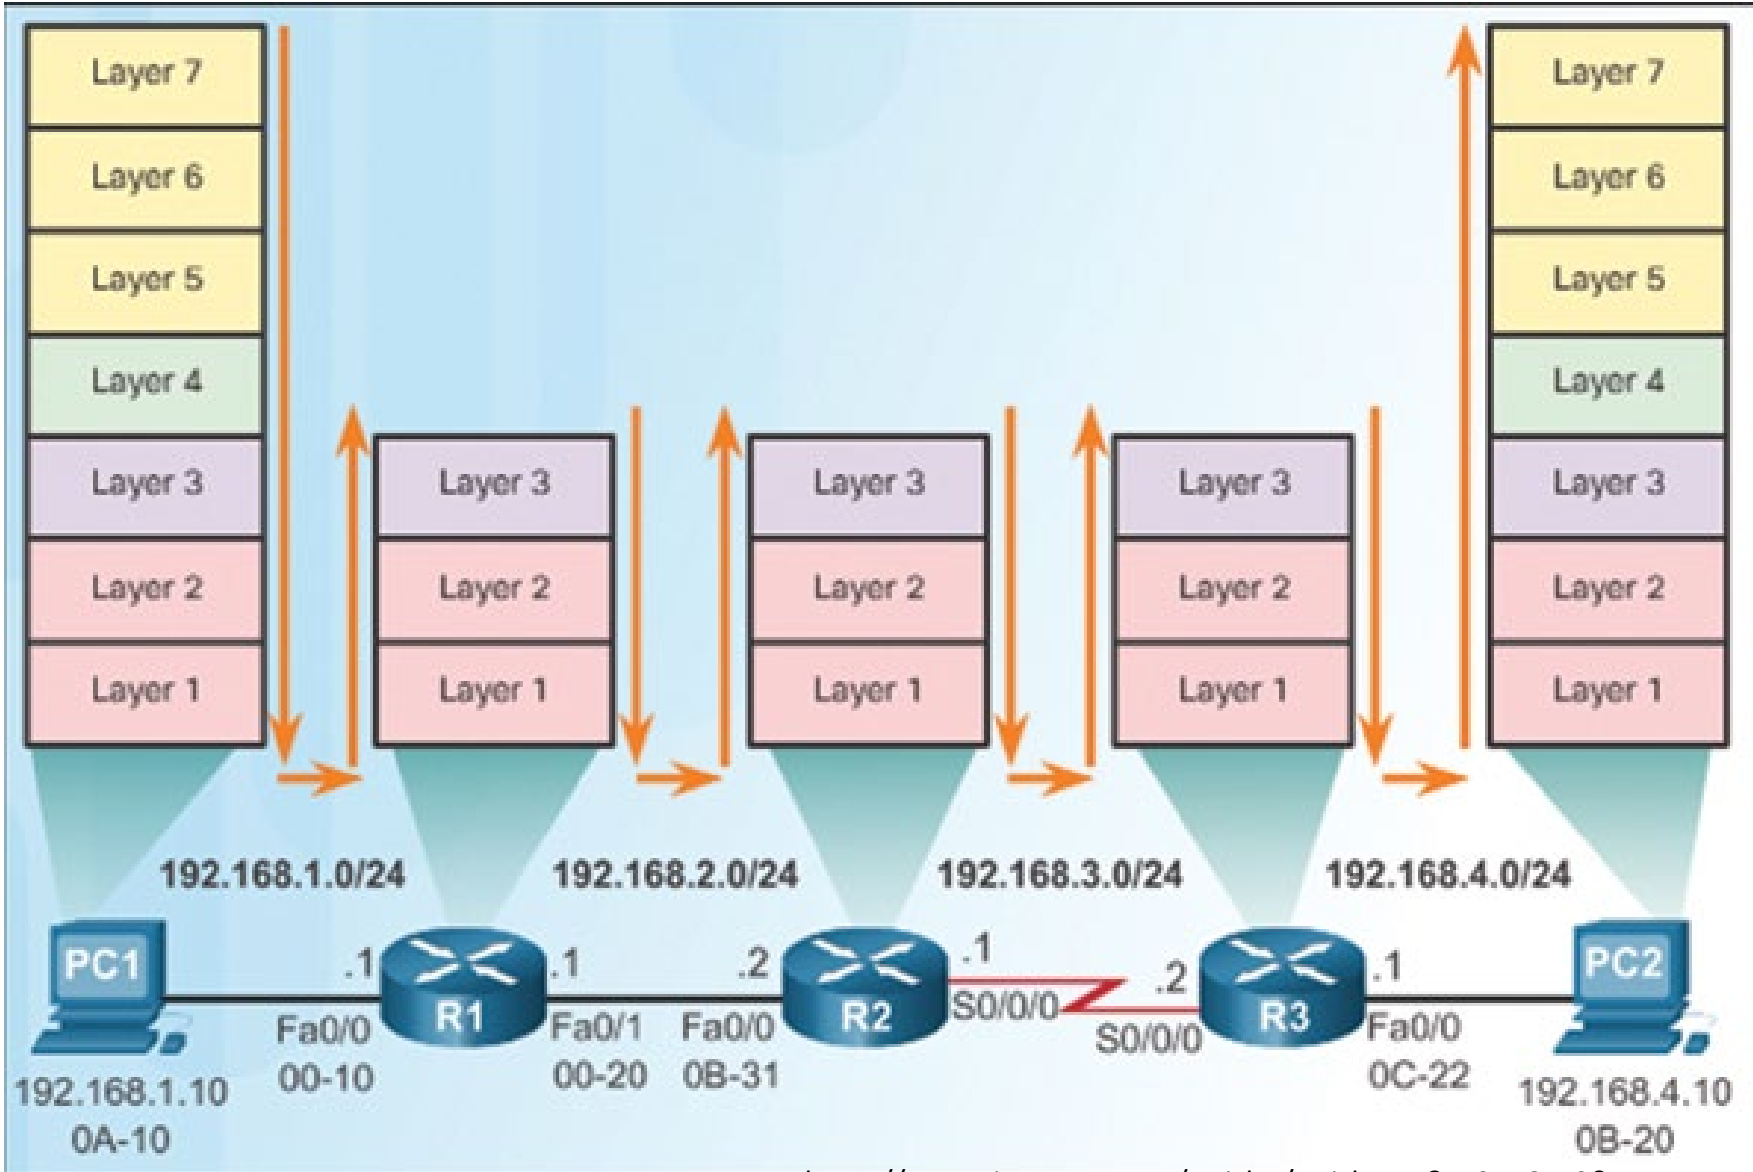 Layer 7
Layer 6
Layer 5
Layer 4
Layer 3
Layer 2
Layer 1
Layer 3
Layer 2
Layer 1
Layer 3
Layer 2
Layer 1
Layer 3
Layer 2
Layer 1
Layer 7
Layer 6
Layer 5
Layer 4
Layer 3
Layer 2
Layer 1
192.168.1.0/24
192.168.2.0/24
192.168.3.0/24
192.168.4.0/24
PC1
.1
R1
.1
.2
R2
.1
.2
R3
.1
PC2
Fa0/0
00-10
Fa0/1
00-20
Fa0/0
0B-31
S0/0/0
S0/0/0
Fa0/0
0C-22
192.168.1.10
0A-10
192.168.4.10
0B-20